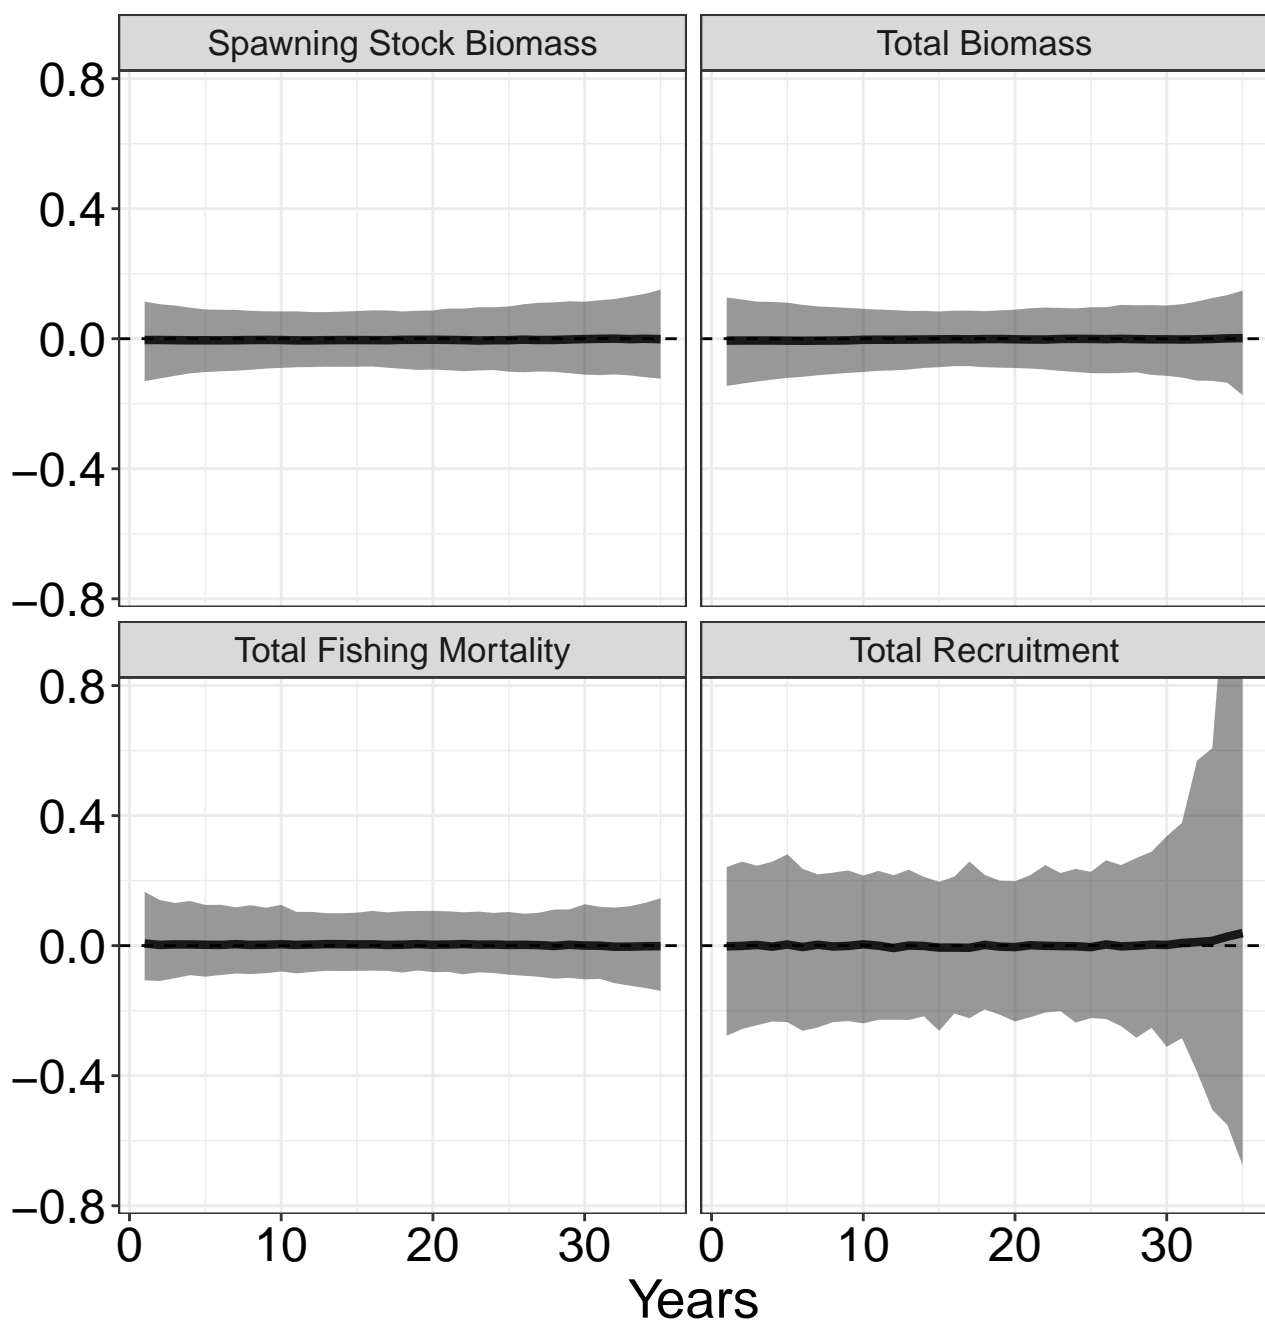 Spawning Stock Biomass
Total Biomass
0.8
0.4
0.0
−0.4
−0.8
Total Fishing Mortality
Total Recruitment
0.8
0.4
0.0
−0.4
−0.8
0 10 20 30
0 10 20 30
Years